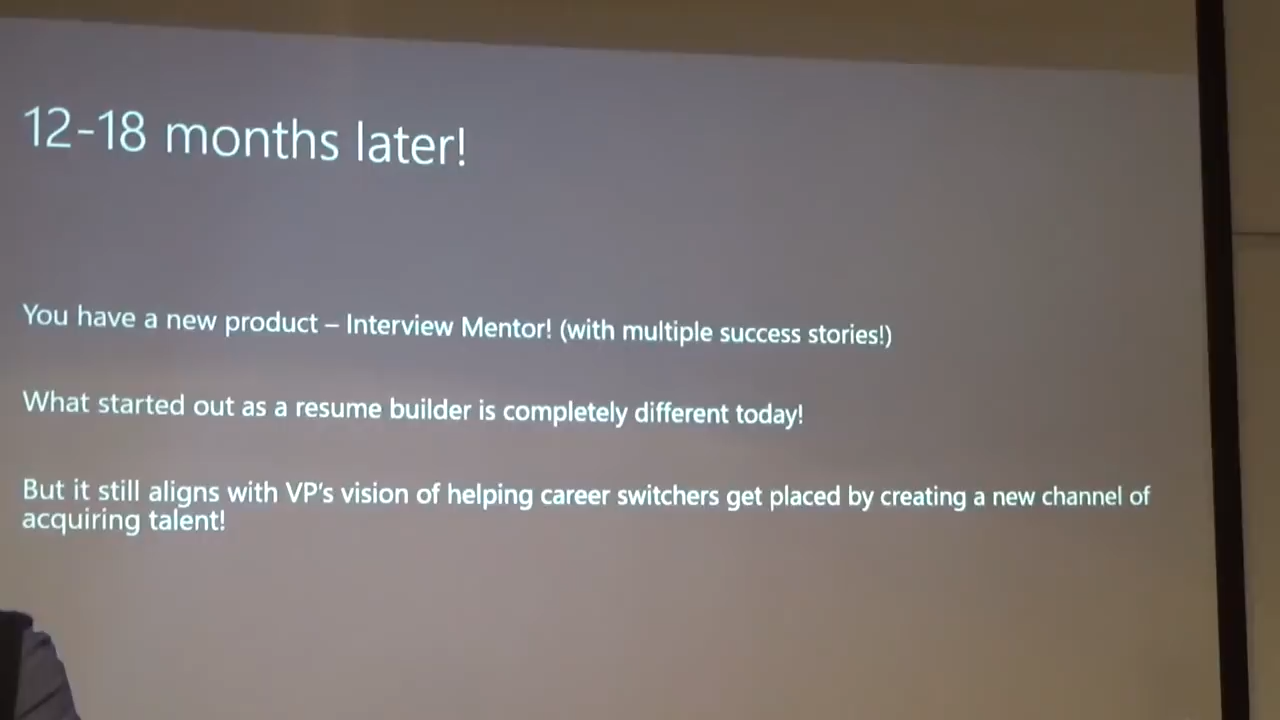 12-18 months later!
You have a new product – Interview Mentor! (with multiple success stories!)
What started out as a resume builder is completely different today!
But it still aligns with VP's vision of helping career switchers get placed by creating a new channel of
acquiring talent!